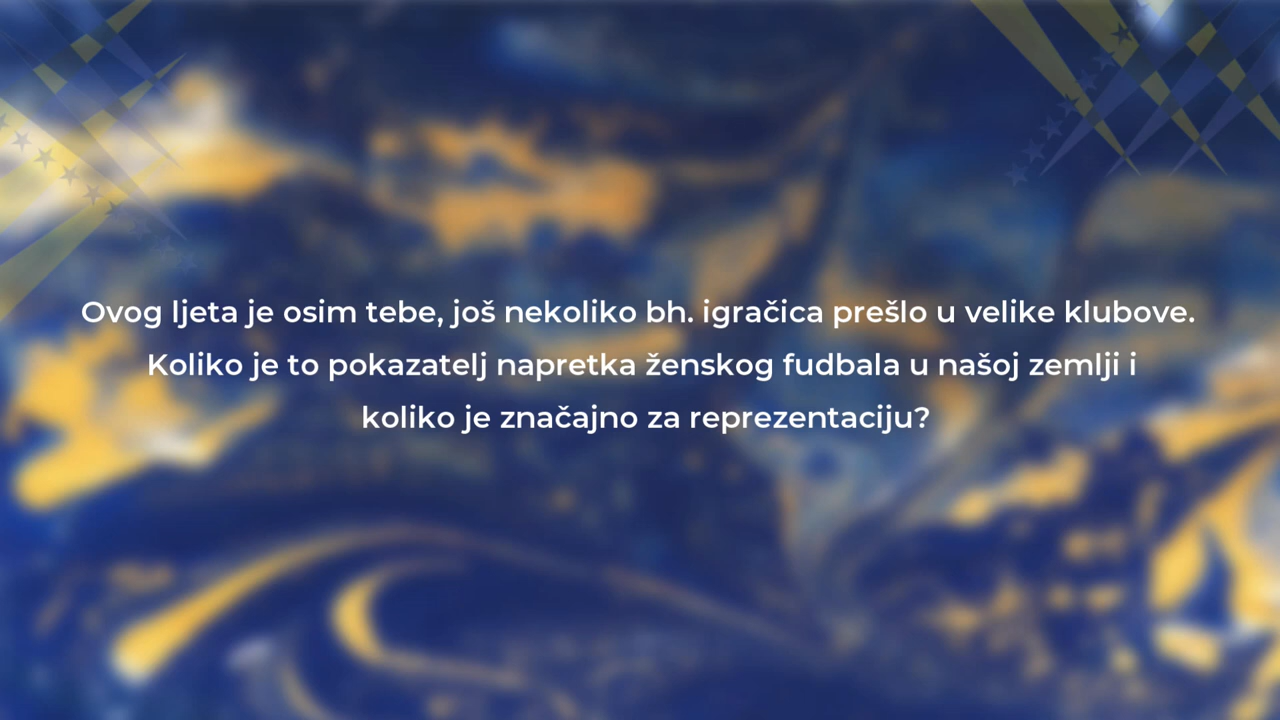 Ovog ljeta je osim tebe, još nekoliko bh. igračica prešlo u velike klubove.
Koliko je to pokazatelj napretka ženskog fudbala u našoj zemlji i
koliko je značajno za reprezentaciju?